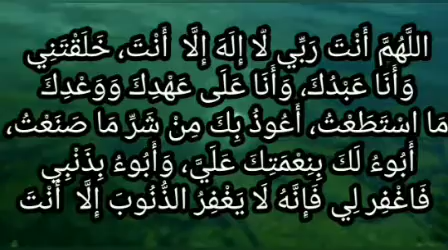 اللَّهُمَّ أَنْتَ رَبِّي لَّا إِلَهَ إِلَّا أَنْتَ، خَلَقْتَنِي
وَأَنَا عَبْدُكَ، وَأَنَا عَلَى عَهْدِكَ وَوَعْدِكَ
مَا اسْتَطَعْتُ، أَعُوذُ بِكَ مِنْ شَرِّ مَا صَنَعْتُ،
أَبُوءُ لَكَ بِنِعْمَتِكَ عَلَيَّ، وَأَبُوءُ بِذَنْبِي
فَاغْفِر لِي فَإِنَّهُ لَا يَغْفِرُ الذُّنُوبَ إِلَّا أَنْتَ